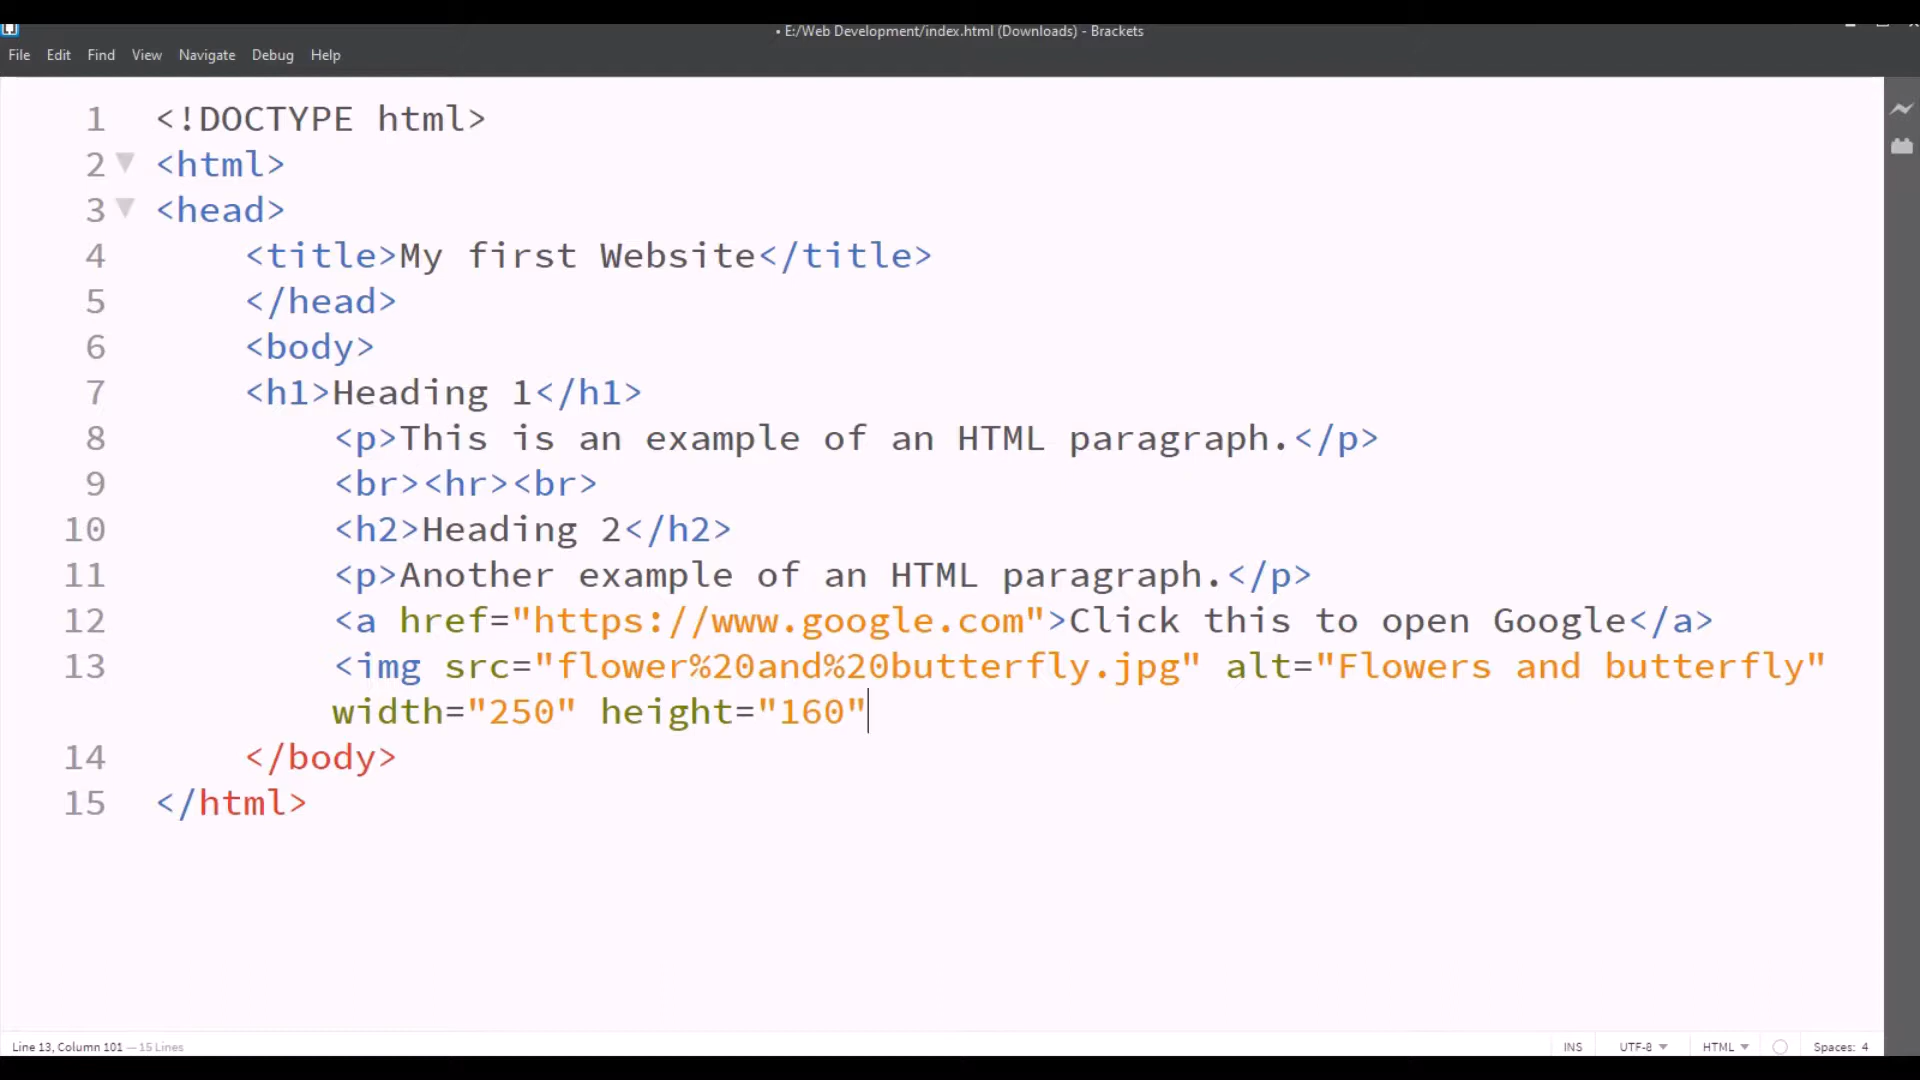 • E:/Web Development/index.html (Downloads) - Brackets
File Edit Find View Navigate Debug Help
1 <!DOCTYPE html>
2 <html>
3 <head>
4 <title>My first Website</title>
5 </head>
6 <body>
7 <h1>Heading 1</h1>
8 <p>This is an example of an HTML paragraph.</p>
9 <br><hr><br>
10 <h2>Heading 2</h2>
11 <p>Another example of an HTML paragraph.</p>
12 <a href="https://www.google.com">Click this to open Google</a>
13 <img src="flower%20and%20butterfly.jpg" alt="Flowers and butterfly"
width="250" height="160"
14 </body>
15 </html>
Line 13, Column 101 — 15 Lines INS UTF-8 HTML Spaces: 4